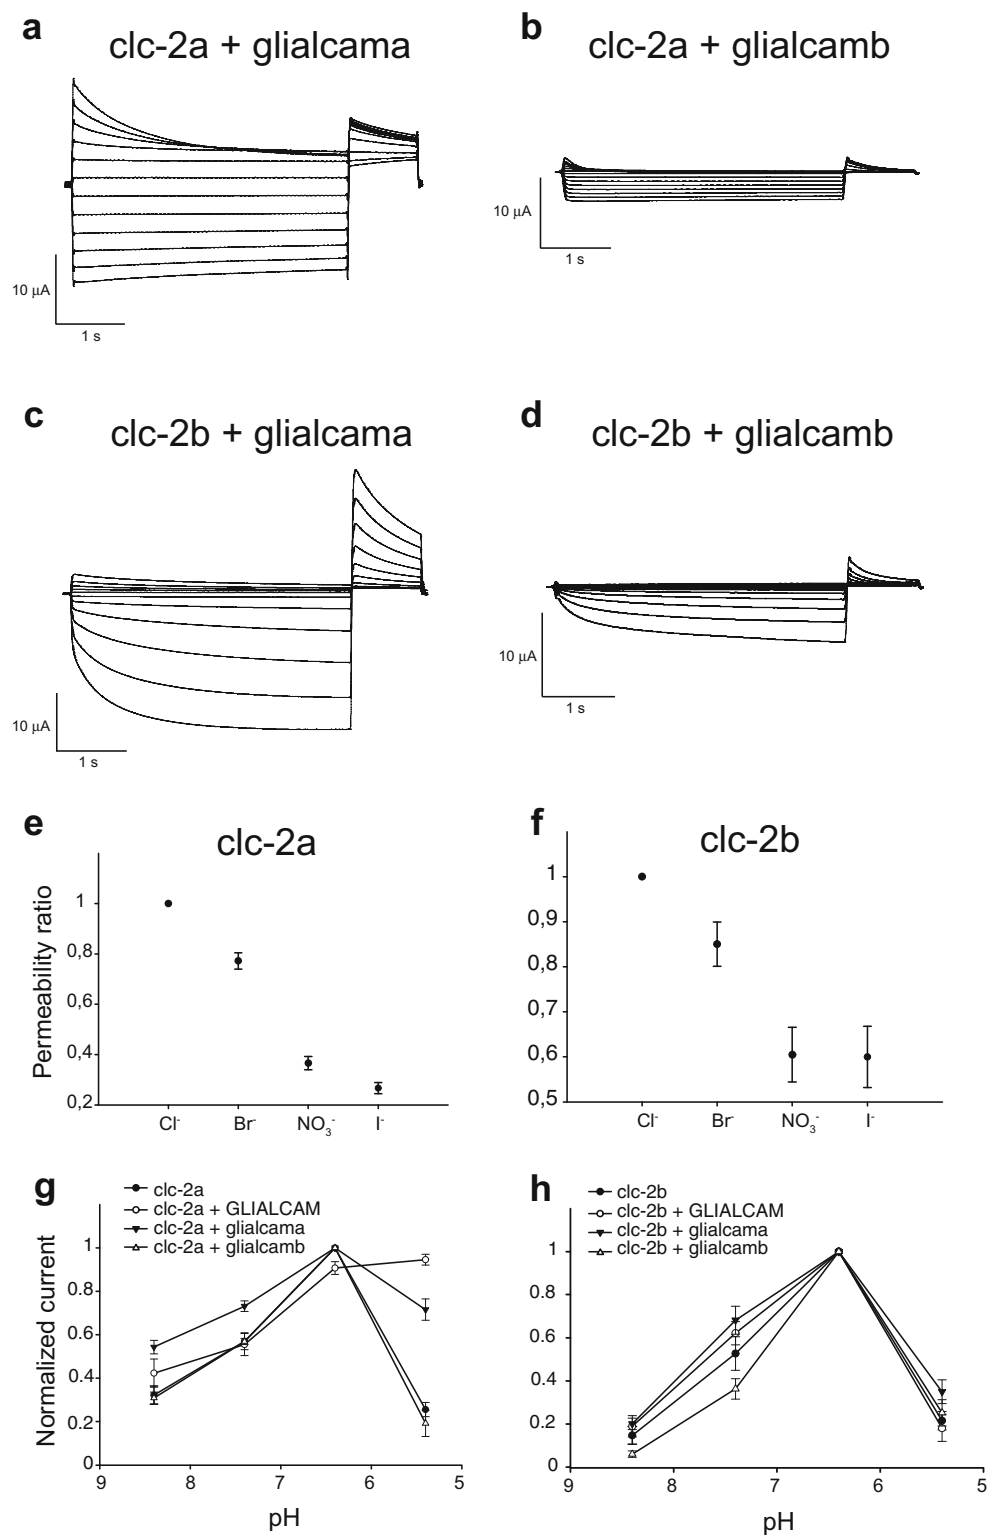 a
clc-2a + glialcama
10 µA
1 s
b
clc-2a + glialcamb
10 µA
1 s
c
clc-2b + glialcama
10 µA
1 s
d
clc-2b + glialcamb
10 µA
1 s
e
clc-2a
Permeability ratio
1
0,8
0,6
0,4
0,2
Cl⁻
Br⁻
NO₃⁻
I⁻
f
clc-2b
1
0,9
0,8
0,7
0,6
0,5
Cl⁻
Br⁻
NO₃⁻
I⁻
g
clc-2a
clc-2a + GLIALCAM
clc-2a + glialcama
clc-2a + glialcamb
Normalized current
1
0.8
0.6
0.4
0.2
0
9
8
7
6
5
pH
h
clc-2b
clc-2b + GLIALCAM
clc-2b + glialcama
clc-2b + glialcamb
1
0.8
0.6
0.4
0.2
0
9
8
7
6
5
pH